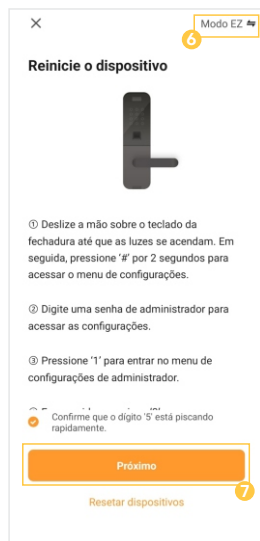 Modo EZ
6
Reinicie o dispositivo
① Deslize a mão sobre o teclado da
fechadura até que as luzes se acendam. Em
seguida, pressione '#' por 2 segundos para
acessar o menu de configurações.
② Digite uma senha de administrador para
acessar as configurações.
③ Pressione '1' para entrar no menu de
configurações de administrador.
Confirme que o dígito '5' está piscando
rapidamente.
Próximo
7
Resetar dispositivos